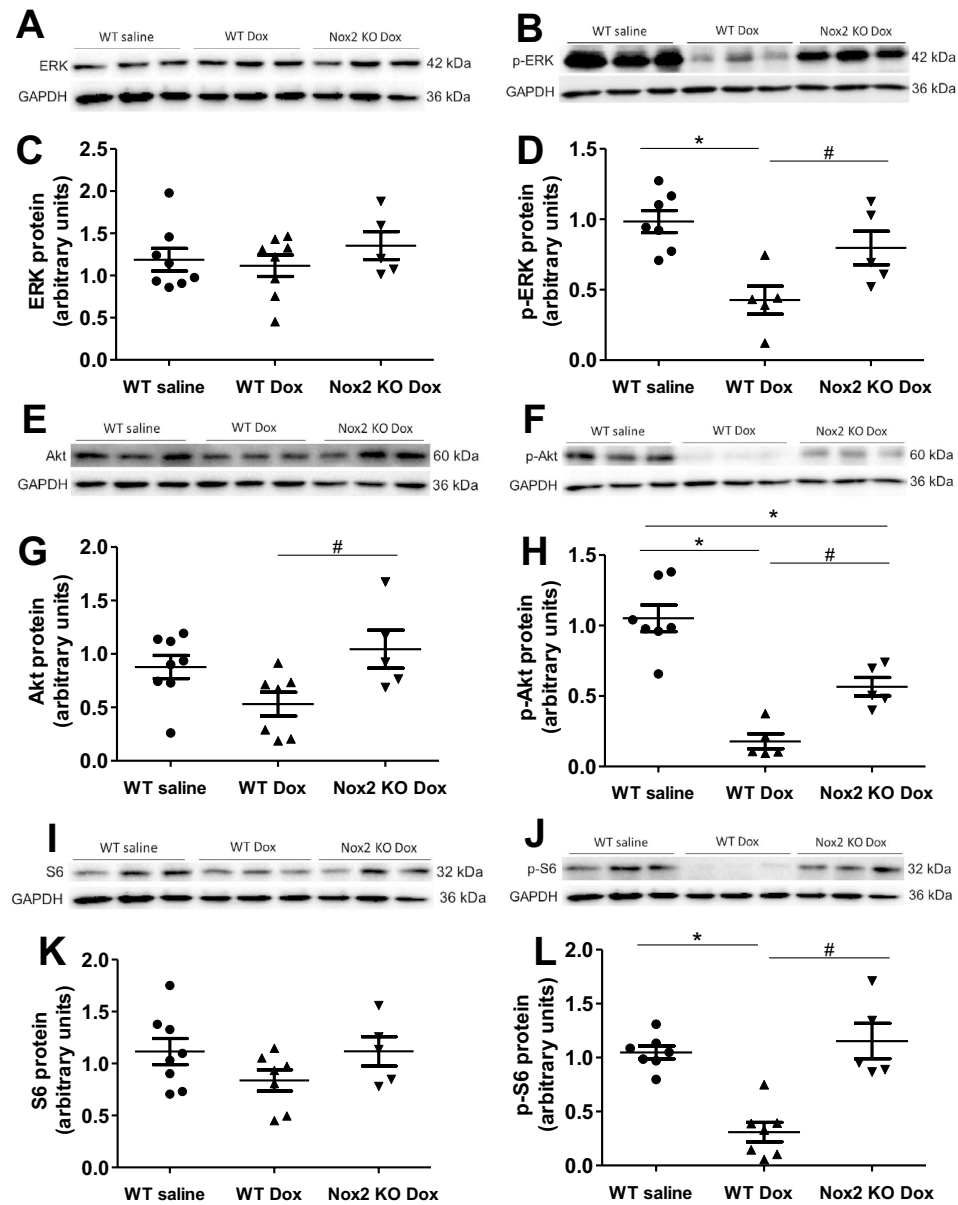 A
WT saline WT Dox Nox2 KO Dox
ERK 42 kDa
GAPDH 36 kDa
B
WT saline WT Dox Nox2 KO Dox
p-ERK 42 kDa
GAPDH 36 kDa
C
ERK protein
(arbitrary units)
2.5
2.0
1.5
1.0
0.5
0.0
WT saline WT Dox Nox2 KO Dox
D
p-ERK protein
(arbitrary units)
1.5
1.0
0.5
0.0
* #
WT saline WT Dox Nox2 KO Dox
E
WT saline WT Dox Nox2 KO Dox
Akt 60 kDa
GAPDH 36 kDa
F
WT saline WT Dox Nox2 KO Dox
p-Akt 60 kDa
GAPDH 36 kDa
G
Akt protein
(arbitrary units)
2.0
1.5
1.0
0.5
0.0
#
WT saline WT Dox Nox2 KO Dox
H
p-Akt protein
(arbitrary units)
1.5
1.0
0.5
0.0
*
* #
WT saline WT Dox Nox2 KO Dox
I
WT saline WT Dox Nox2 KO Dox
S6 32 kDa
GAPDH 36 kDa
J
WT saline WT Dox Nox2 KO Dox
p-S6 32 kDa
GAPDH 36 kDa
K
S6 protein
(arbitrary units)
2.0
1.5
1.0
0.5
0.0
WT saline WT Dox Nox2 KO Dox
L
p-S6 protein
(arbitrary units)
2.0
1.5
1.0
0.5
0.0
* #
WT saline WT Dox Nox2 KO Dox